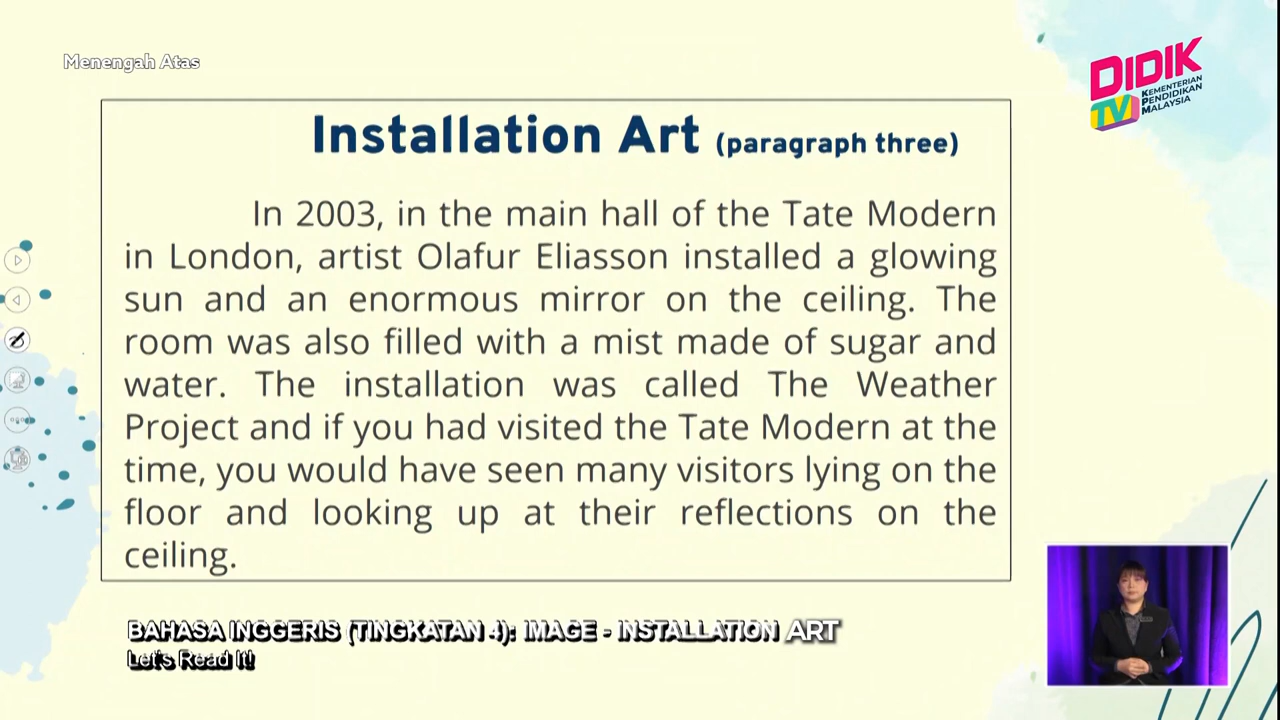 Menengah Atas
DIDIK
TV
KEMENTERIAN
PENDIDIKAN
MALAYSIA
Installation Art (paragraph three)
In 2003, in the main hall of the Tate Modern
in London, artist Olafur Eliasson installed a glowing
sun and an enormous mirror on the ceiling. The
room was also filled with a mist made of sugar and
water. The installation was called The Weather
Project and if you had visited the Tate Modern at the
time, you would have seen many visitors lying on the
floor and looking up at their reflections on the
ceiling.
BAHASA INGGERIS (TINGKATAN 4): IMAGE - INSTALLATION ART
Let's Read It!